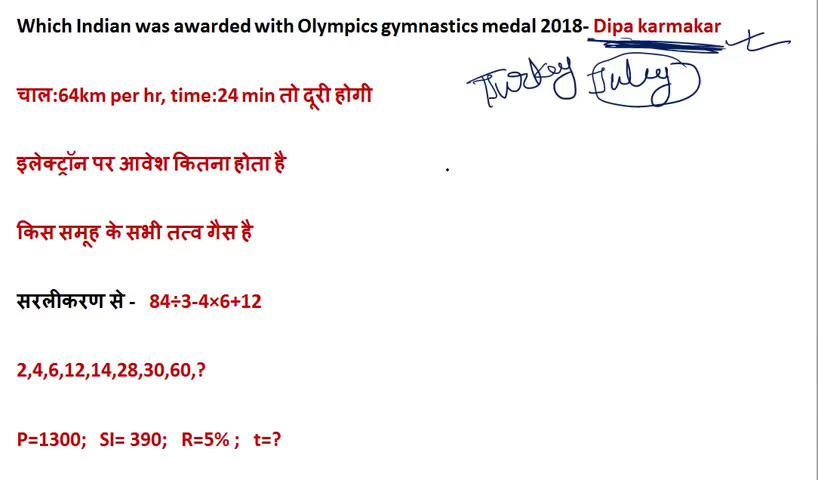 Which Indian was awarded with Olympics gymnastics medal 2018- Dipa karmakar
Turkey July
चाल:64km per hr, time:24 min तो दूरी होगी
इलेक्ट्रॉन पर आवेश कितना होता है
किस समूह के सभी तत्व गैस है
सरलीकरण से - 84÷3-4×6+12
2,4,6,12,14,28,30,60,?
P=1300; SI= 390; R=5% ; t=?